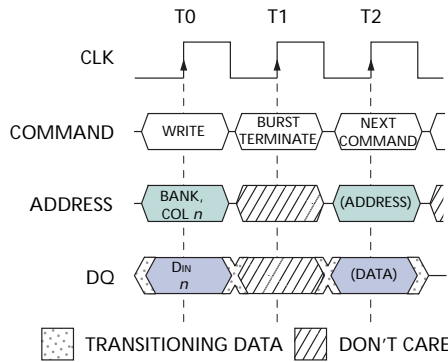 T0 T1 T2
CLK
COMMAND WRITE BURST TERMINATE NEXT COMMAND
ADDRESS BANK, COL n (ADDRESS)
DQ DIN n (DATA)
TRANSITIONING DATA DON'T CARE